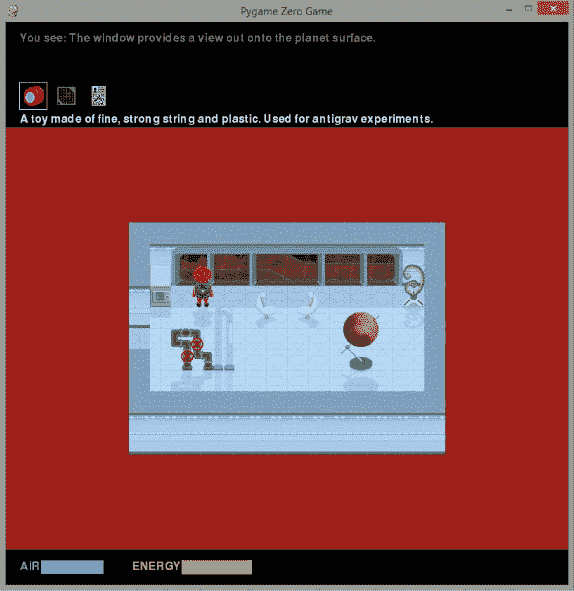 Pygame Zero Game
You see: The window provides a view out onto the planet surface.
A toy made of fine, strong string and plastic. Used for antigrav experiments.
AIR ENERGY